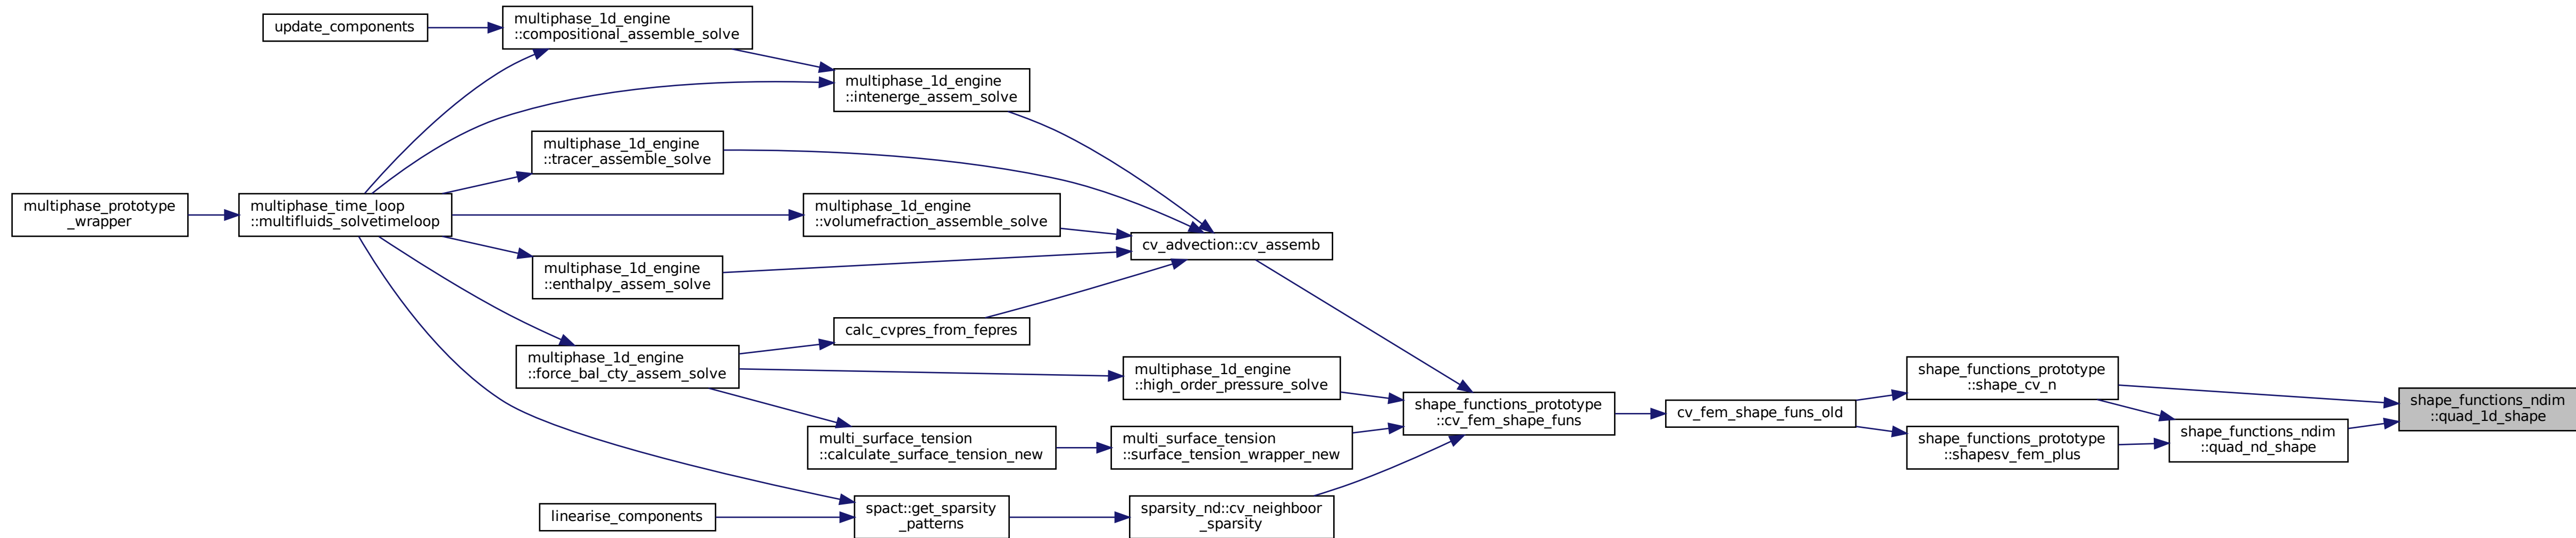 update_components
multiphase_1d_engine
::compositional_assemble_solve
multiphase_1d_engine
::intenerge_assem_solve
multiphase_1d_engine
::tracer_assemble_solve
multiphase_prototype
_wrapper
multiphase_time_loop
::multifluids_solvetimeloop
multiphase_1d_engine
::volumefraction_assemble_solve
cv_advection::cv_assemb
multiphase_1d_engine
::enthalpy_assem_solve
calc_cvpres_from_fepres
multiphase_1d_engine
::force_bal_cty_assem_solve
multiphase_1d_engine
::high_order_pressure_solve
shape_functions_prototype
::cv_fem_shape_funs
cv_fem_shape_funs_old
shape_functions_prototype
::shape_cv_n
shape_functions_ndim
::quad_1d_shape
multi_surface_tension
::calculate_surface_tension_new
multi_surface_tension
::surface_tension_wrapper_new
shape_functions_prototype
::shapesv_fem_plus
shape_functions_ndim
::quad_nd_shape
linearise_components
spact::get_sparsity
_patterns
sparsity_nd::cv_neighboor
_sparsity